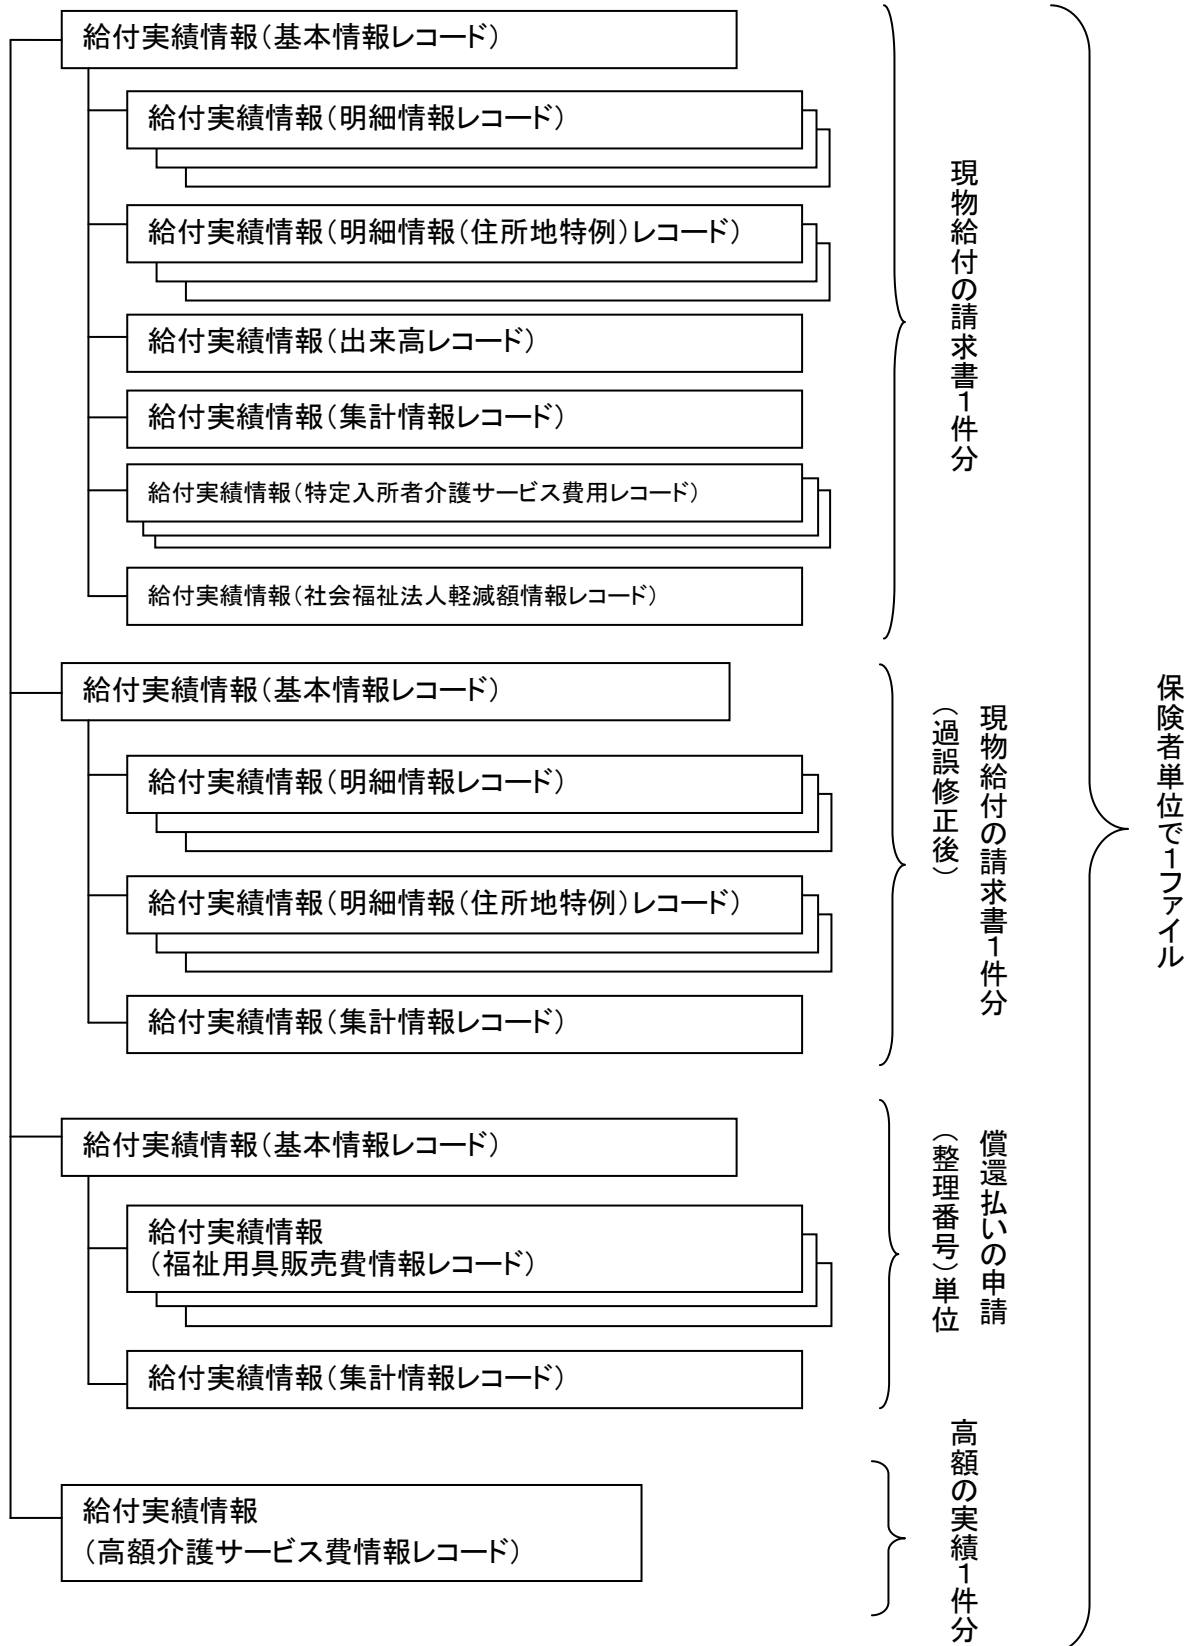 給付実績情報(基本情報レコード)
給付実績情報(明細情報レコード)
給付実績情報(明細情報(住所地特例)レコード)
給付実績情報(出来高レコード)
給付実績情報(集計情報レコード)
給付実績情報(特定入所者介護サービス費用レコード)
給付実績情報(社会福祉法人軽減額情報レコード)
現物給付の請求書1件分
給付実績情報(基本情報レコード)
給付実績情報(明細情報レコード)
給付実績情報(明細情報(住所地特例)レコード)
給付実績情報(集計情報レコード)
現物給付の請求書1件分
(過誤修正後)
給付実績情報(基本情報レコード)
給付実績情報
(福祉用具販売費情報レコード)
給付実績情報(集計情報レコード)
償還払いの申請
(整理番号)単位
給付実績情報
(高額介護サービス費情報レコード)
高額の実績1件分
保険者単位で1ファイル